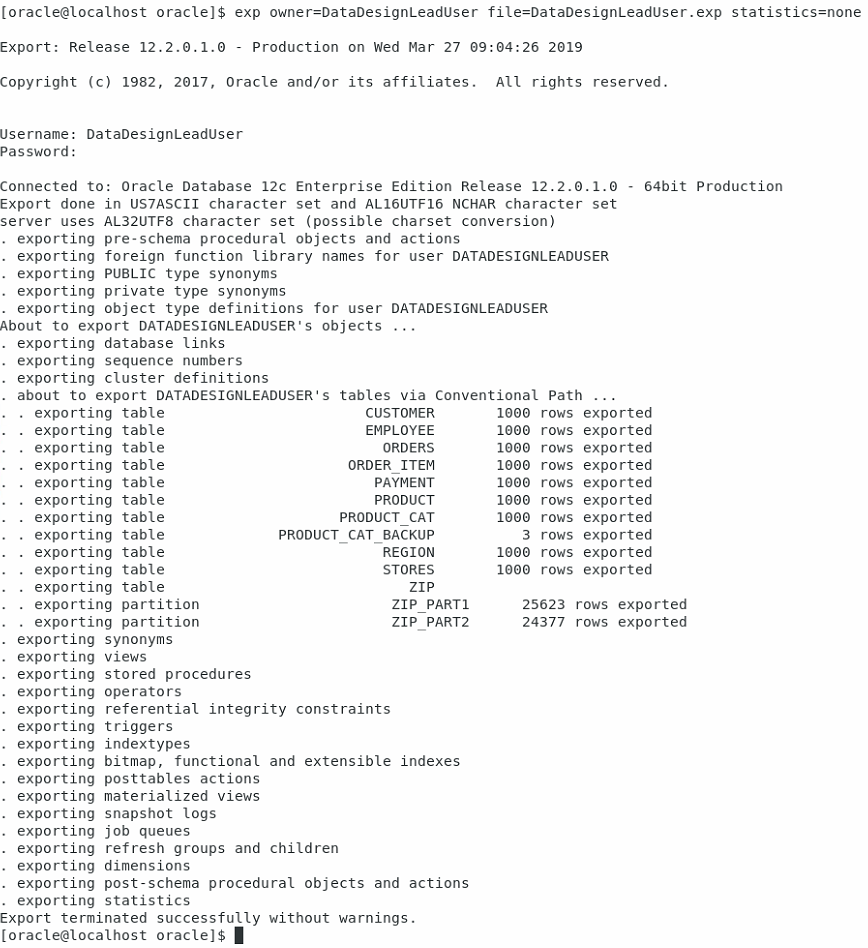 [oracle@localhost oracle]$ exp owner=DataDesignLeadUser file=DataDesignLeadUser.exp statistics=none
Export: Release 12.2.0.1.0 - Production on Wed Mar 27 09:04:26 2019
Copyright (c) 1982, 2017, Oracle and/or its affiliates.  All rights reserved.
Username: DataDesignLeadUser
Password:
Connected to: Oracle Database 12c Enterprise Edition Release 12.2.0.1.0 - 64bit Production
Export done in US7ASCII character set and AL16UTF16 NCHAR character set
server uses AL32UTF8 character set (possible charset conversion)
. exporting pre-schema procedural objects and actions
. exporting foreign function library names for user DATADESIGNLEADUSER
. exporting PUBLIC type synonyms
. exporting private type synonyms
. exporting object type definitions for user DATADESIGNLEADUSER
About to export DATADESIGNLEADUSER's objects ...
. exporting database links
. exporting sequence numbers
. exporting cluster definitions
. about to export DATADESIGNLEADUSER's tables via Conventional Path ...
. . exporting table                       CUSTOMER       1000 rows exported
. . exporting table                       EMPLOYEE       1000 rows exported
. . exporting table                         ORDERS       1000 rows exported
. . exporting table                     ORDER_ITEM       1000 rows exported
. . exporting table                        PAYMENT       1000 rows exported
. . exporting table                        PRODUCT       1000 rows exported
. . exporting table                    PRODUCT_CAT       1000 rows exported
. . exporting table             PRODUCT_CAT_BACKUP          3 rows exported
. . exporting table                         REGION       1000 rows exported
. . exporting table                         STORES       1000 rows exported
. . exporting table                            ZIP
. . exporting partition                      ZIP_PART1      25623 rows exported
. . exporting partition                      ZIP_PART2      24377 rows exported
. exporting synonyms
. exporting views
. exporting stored procedures
. exporting operators
. exporting referential integrity constraints
. exporting triggers
. exporting indextypes
. exporting bitmap, functional and extensible indexes
. exporting posttables actions
. exporting materialized views
. exporting snapshot logs
. exporting job queues
. exporting refresh groups and children
. exporting dimensions
. exporting post-schema procedural objects and actions
. exporting statistics
Export terminated successfully without warnings.
[oracle@localhost oracle]$